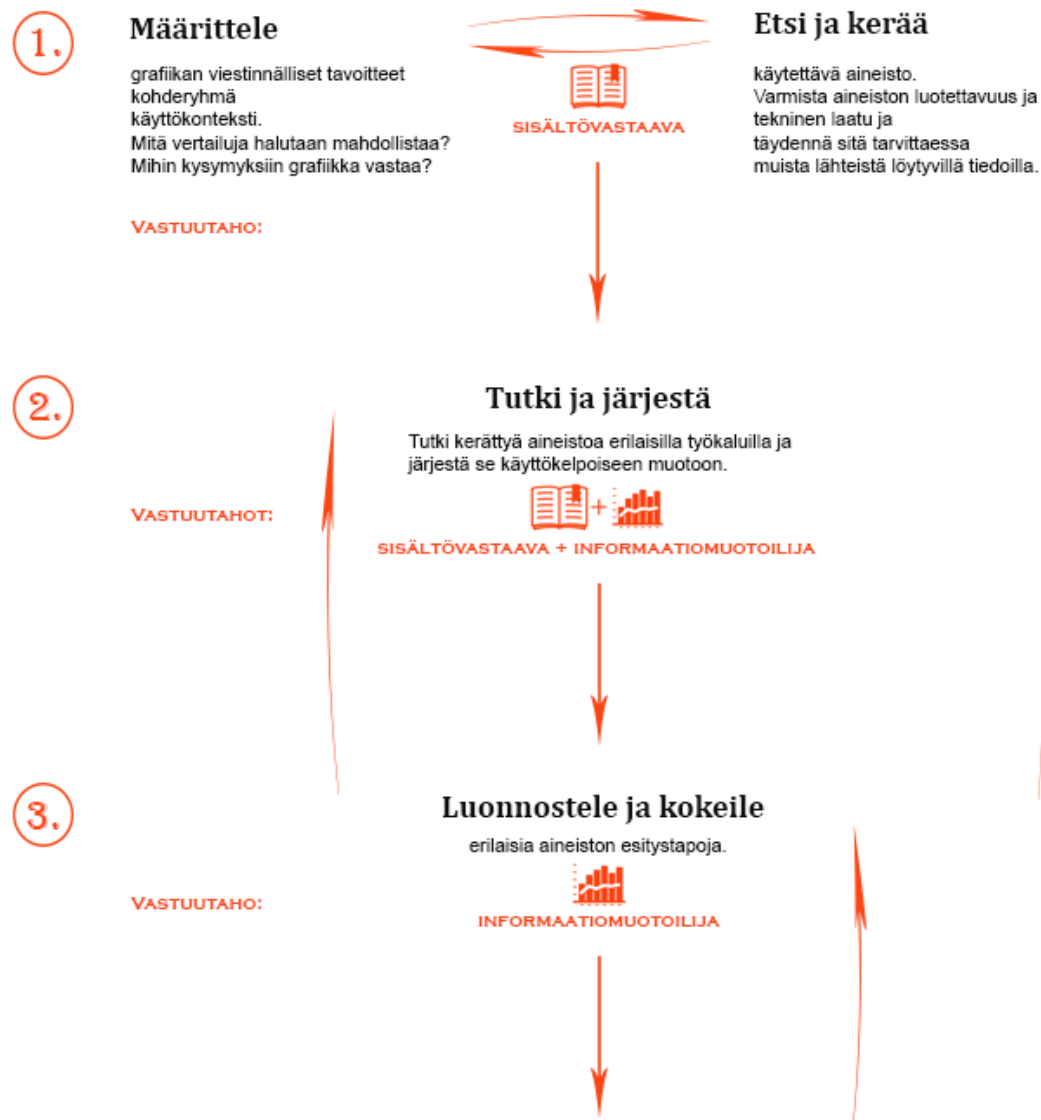 1.
Määrittele
grafiikan viestinnälliset tavoitteet
kohderyhmä
käyttökonteksti.
Mitä vertailuja halutaan mahdollistaa?
Mihin kysymyksiin grafiikka vastaa?
SISÄLTÖVASTAAVA
Etsi ja kerää
käytettävä aineisto.
Varmista aineiston luotettavuus ja
tekninen laatu ja
täydennä sitä tarvittaessa
muista lähteistä löytyvillä tiedoilla.
VASTUUTAHO:
2.
Tutki ja järjestä
Tutki kerättyä aineistoa erilaisilla työkaluilla ja
järjestä se käyttökelpoiseen muotoon.
VASTUUTAHOT:
+
SISÄLTÖVASTAAVA + INFORMAATIOMUOTOILIJA
3.
Luonnostele ja kokeile
erilaisia aineiston esitystapoja.
VASTUUTAHO:
INFORMAATIOMUOTOILIJA